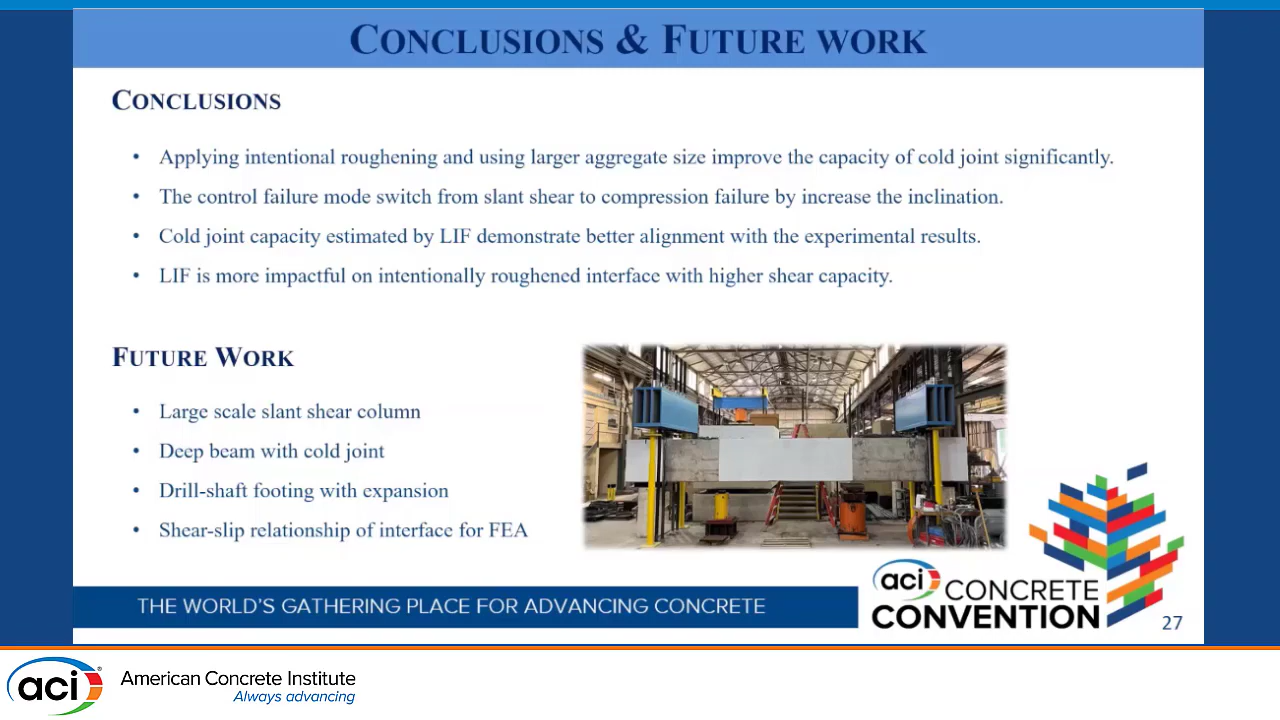 CONCLUSIONS & FUTURE WORK
CONCLUSIONS
• Applying intentional roughening and using larger aggregate size improve the capacity of cold joint significantly.
• The control failure mode switch from slant shear to compression failure by increase the inclination.
• Cold joint capacity estimated by LIF demonstrate better alignment with the experimental results.
• LIF is more impactful on intentionally roughened interface with higher shear capacity.
FUTURE WORK
• Large scale slant shear column
• Deep beam with cold joint
• Drill-shaft footing with expansion
• Shear-slip relationship of interface for FEA
THE WORLD'S GATHERING PLACE FOR ADVANCING CONCRETE
aci CONCRETE
CONVENTION
27
aci®
American Concrete Institute
Always advancing